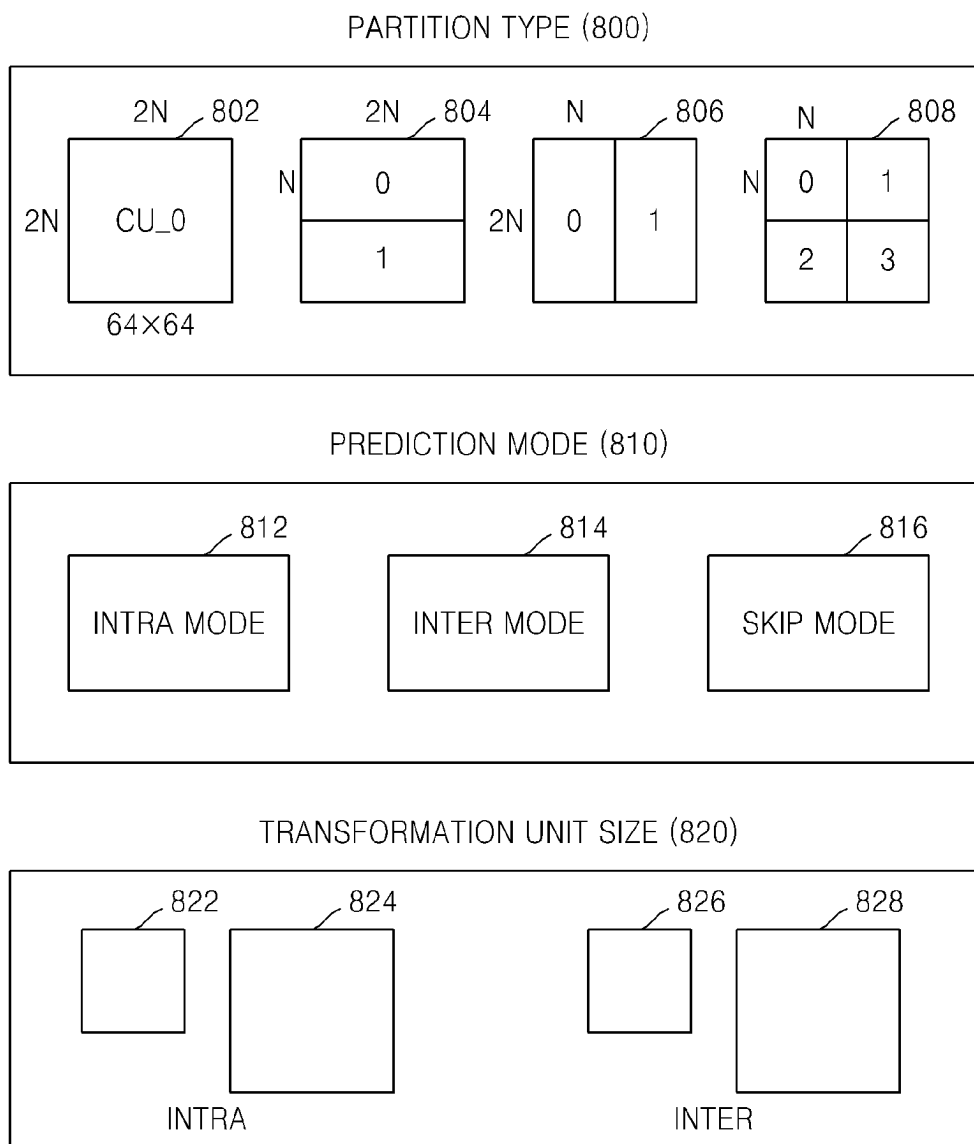 PARTITION TYPE (800)
2N 802 2N 804 N 806 N 808
N 0 N 0 1
2N CU_0 2N 0 1
1 2 3
64×64
PREDICTION MODE (810)
812 814 816
INTRA MODE INTER MODE SKIP MODE
TRANSFORMATION UNIT SIZE (820)
822 824 826 828
INTRA INTER